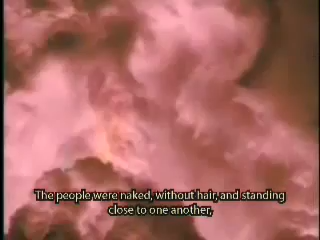 The people were naked, without hair, and standing
close to one another,